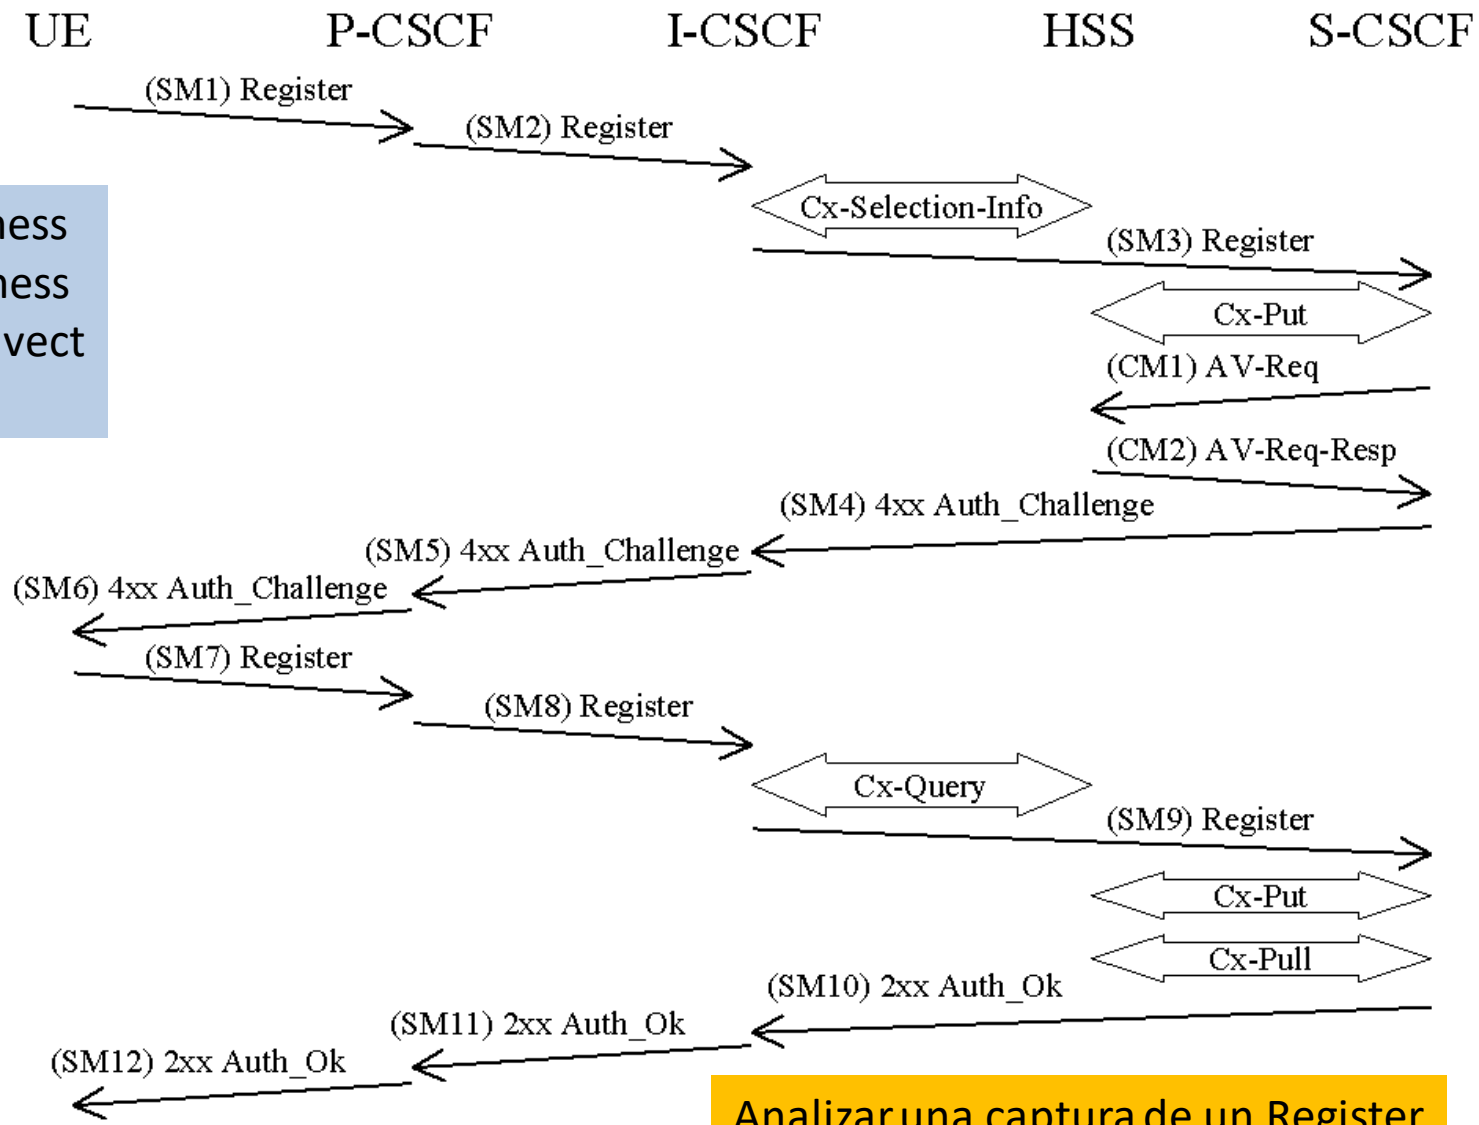 UE P-CSCF I-CSCF HSS S-CSCF
(SM1) Register
(SM2) Register
Cx-Selection-Info
ness
ness
vect
(SM3) Register
Cx-Put
(CM1) AV-Req
(CM2) AV-Req-Resp
(SM4) 4xx Auth_Challenge
(SM5) 4xx Auth_Challenge
(SM6) 4xx Auth_Challenge
(SM7) Register
(SM8) Register
Cx-Query
(SM9) Register
Cx-Put
Cx-Pull
(SM10) 2xx Auth_Ok
(SM11) 2xx Auth_Ok
(SM12) 2xx Auth_Ok
Analizar una captura de un Register